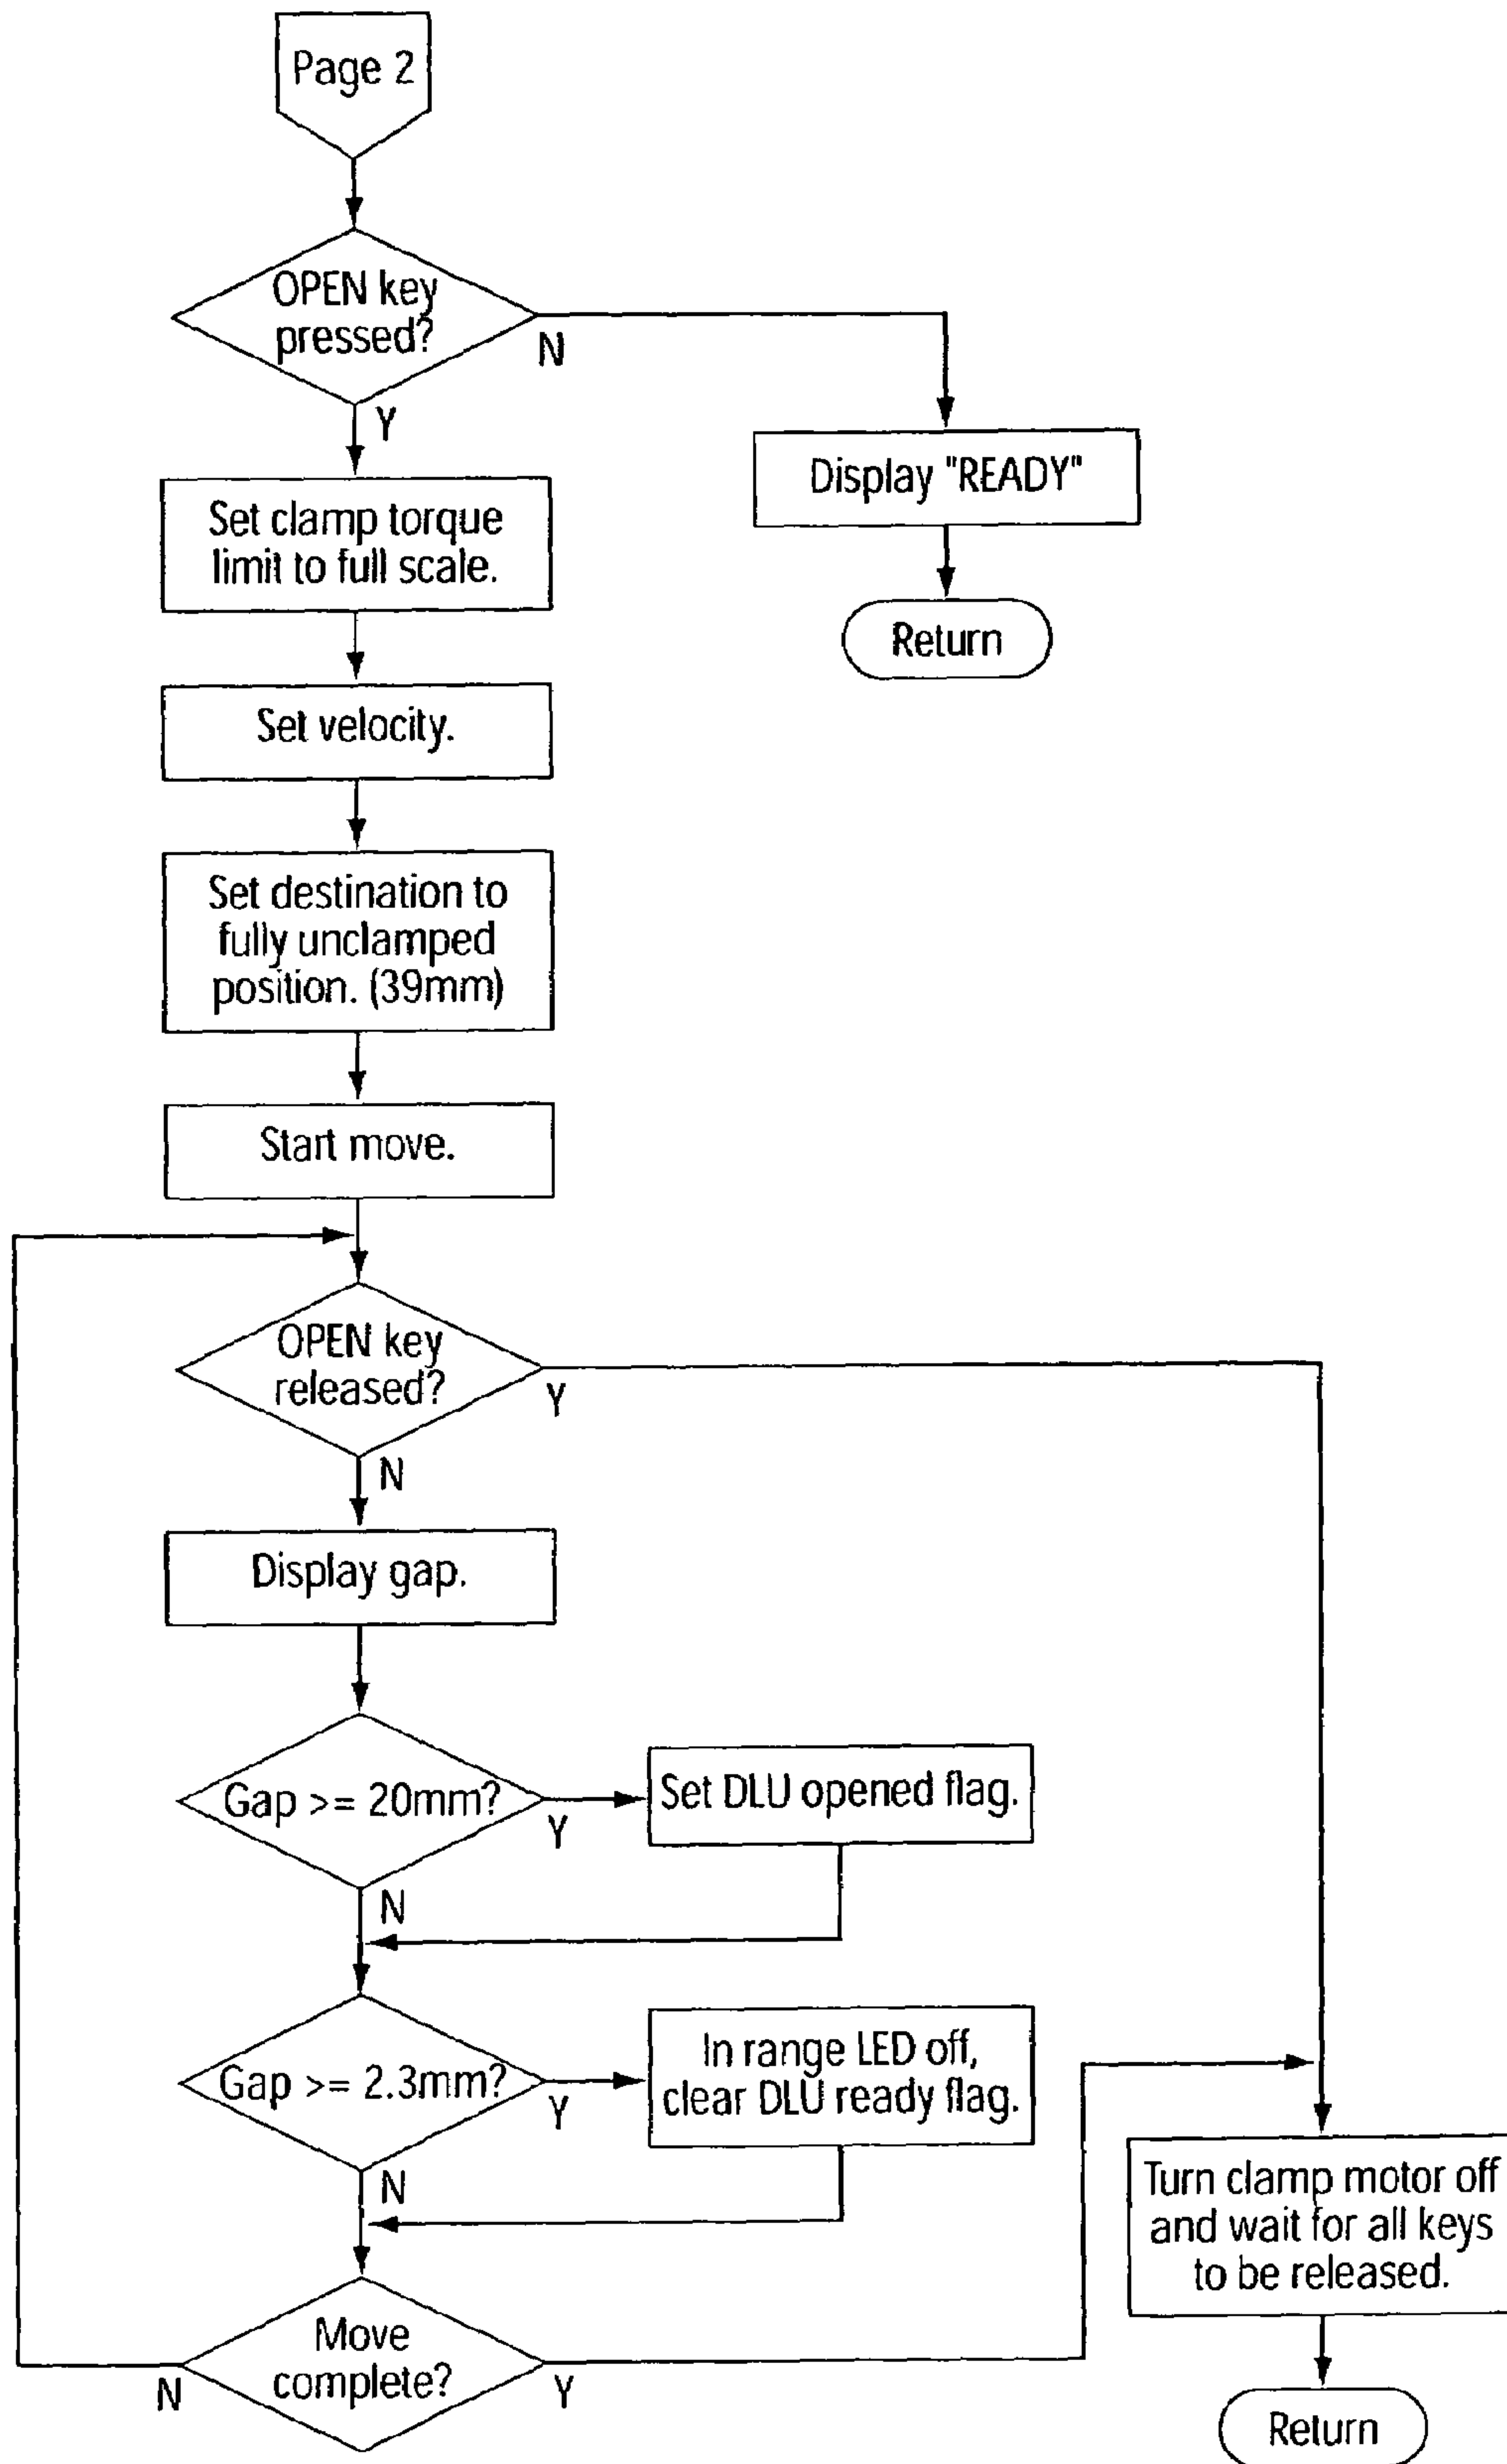 Page 2
OPEN key
pressed?
N
Y
Display "READY"
Return
Set clamp torque
limit to full scale.
Set velocity.
Set destination to
fully unclamped
position. (39mm)
Start move.
OPEN key
released?
Y
N
Display gap.
Gap >= 20mm?
Y
Set DLU opened flag.
N
Gap >= 2.3mm?
Y
In range LED off,
clear DLU ready flag.
N
Move
complete?
N
Y
Turn clamp motor off
and wait for all keys
to be released.
Return